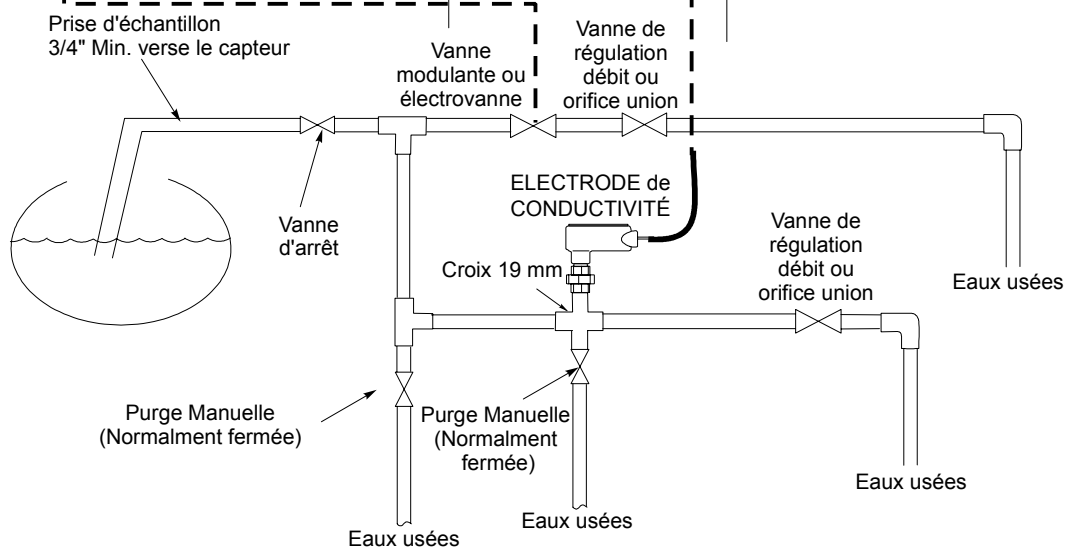 Prise d'échantillon
3/4" Min. verse le capteur
Vanne
modulante ou
électrovanne
Vanne de
régulation
débit ou
orifice union
ELECTRODE de
CONDUCTIVITÉ
Vanne
d'arrêt
Croix 19 mm
Vanne de
régulation
débit ou
orifice union
Eaux usées
Purge Manuelle
(Normalment fermée)
Purge Manuelle
(Normalment
fermée)
Eaux usées
Eaux usées
Eaux usées